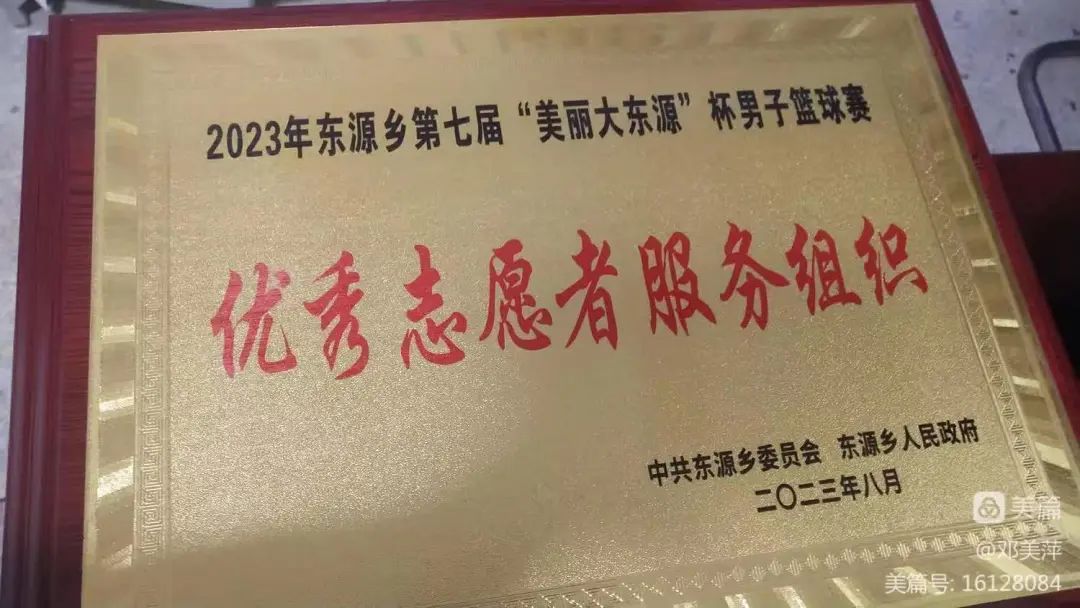 2023年东源乡第七届“美丽大东源”杯男子篮球赛
优秀志愿者服务组织
中共东源乡委员会 东源乡人民政府
二〇二三年八月
美篇
@邓美萍
美篇号: 16128084